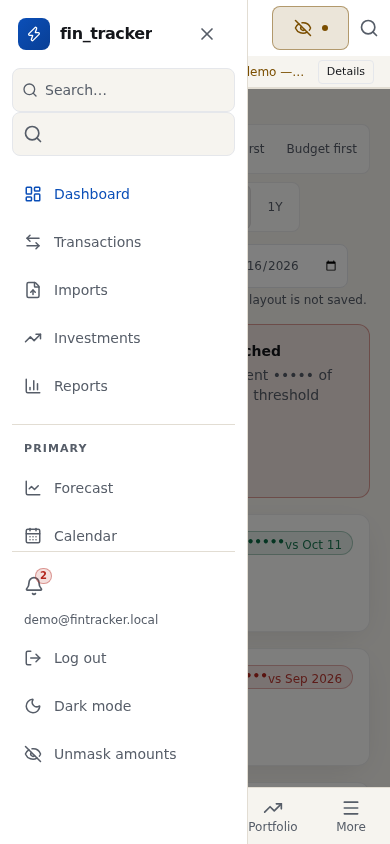 fin_tracker
Search...
Dashboard
Transactions
Imports
Investments
Reports
PRIMARY
Forecast
Calendar
2
demo@fintracker.local
Log out
Dark mode
Unmask amounts
demo —…
Details
rst
Budget first
1Y
16/2026
layout is not saved.
ched
ent ••••• of
threshold
•••••vs Oct 11
••vs Sep 2026
Portfolio
More